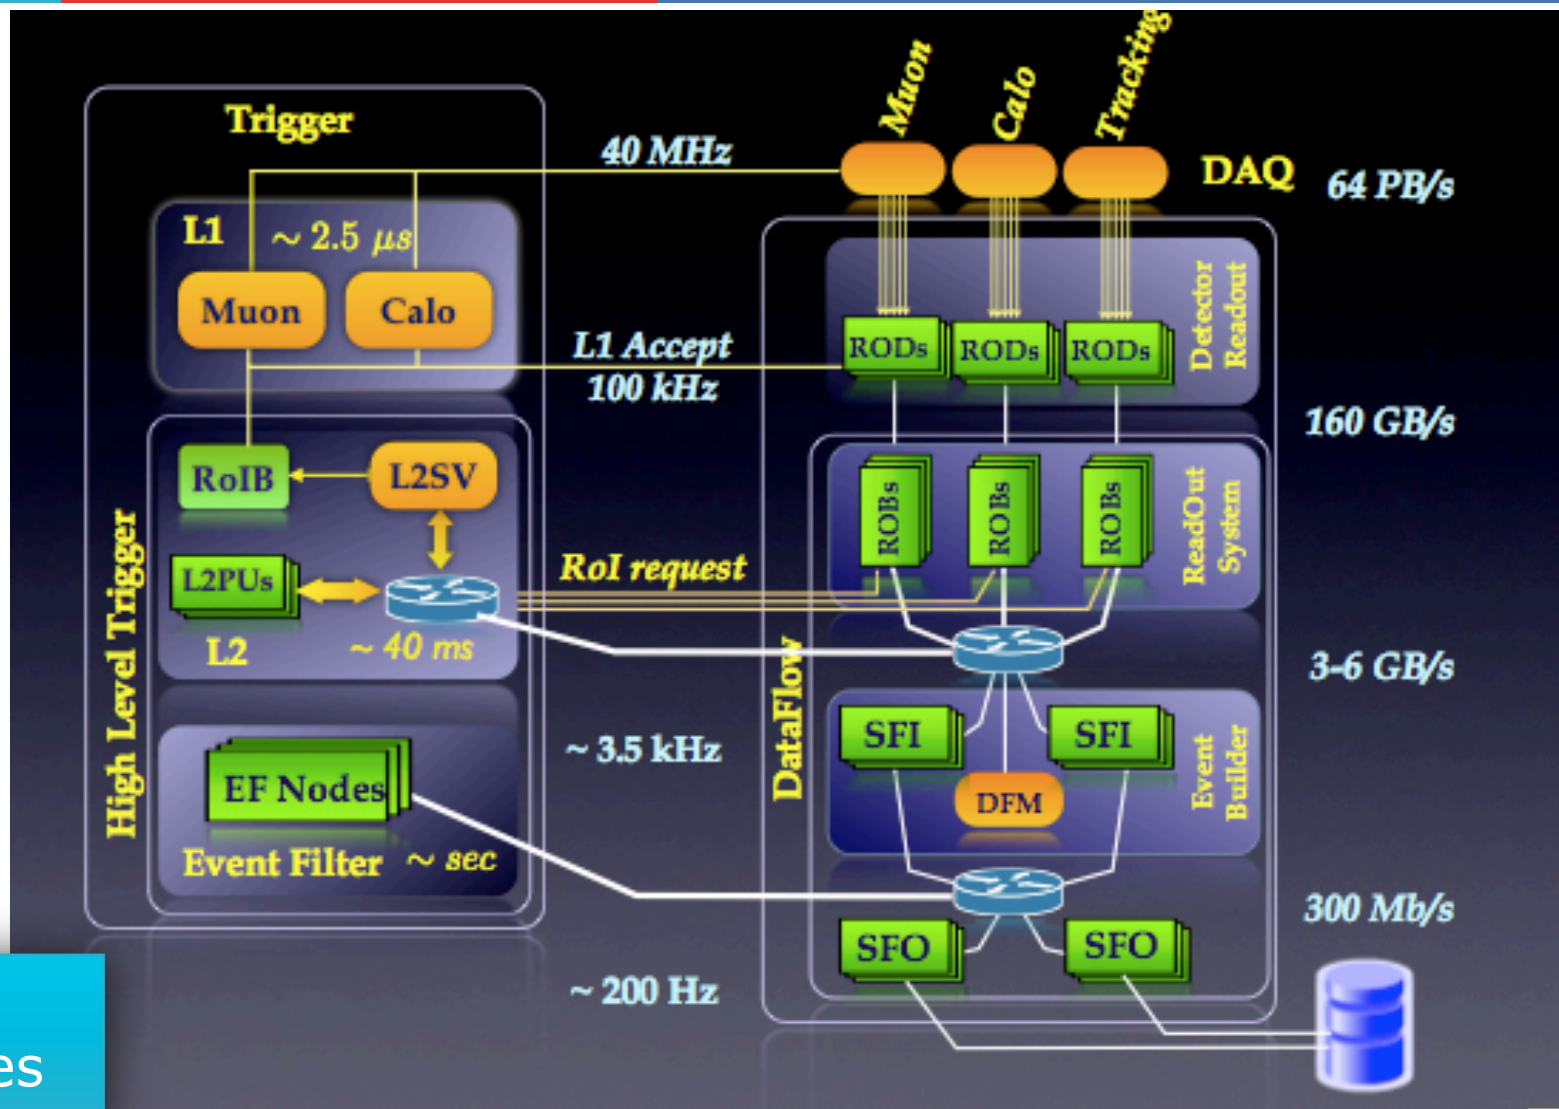 Trigger
40 MHz
Muon
Calo
Tracking
DAQ
64 PB/s
L1
~ 2.5 μs
Muon
Calo
L1 Accept
100 kHz
RODs
RODs
RODs
Detector
Readout
160 GB/s
High Level Trigger
RoIB
L2SV
L2PUs
L2
~ 40 ms
RoI request
ROBs
ROBs
ROBs
ReadOut
System
3-6 GB/s
DataFlow
~ 3.5 kHz
SFI
SFI
DFM
Event
Builder
EF Nodes
Event Filter
~ sec
300 Mb/s
SFO
SFO
~ 200 Hz
es